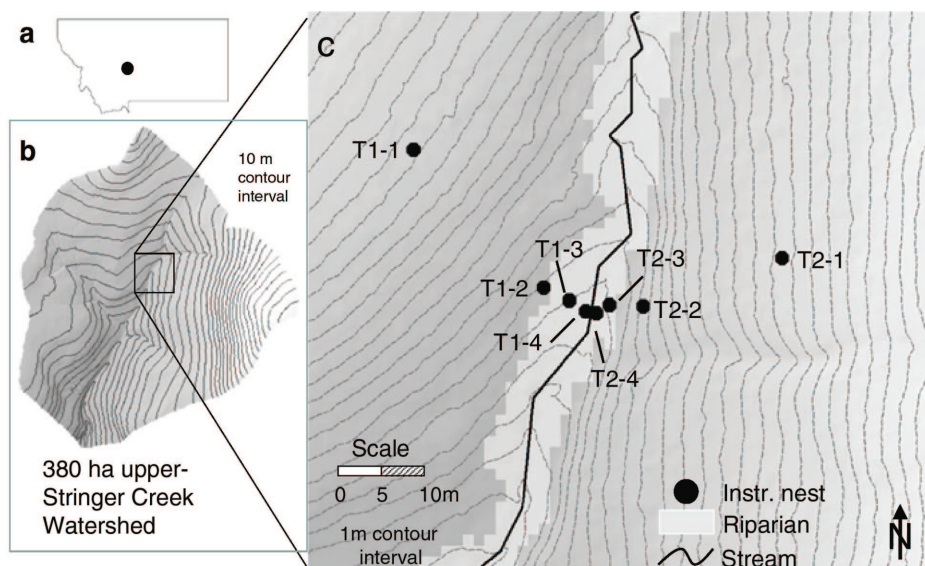 a
b
10 m
contour
interval
380 ha upper-
Stringer Creek
Watershed
C
T1-1
T1-3
T2-3
T2-1
T1-2
T2-2
T1-4
T2-4
Scale
0 5 10m
1m contour
interval
Instr. nest
Riparian
Stream
N